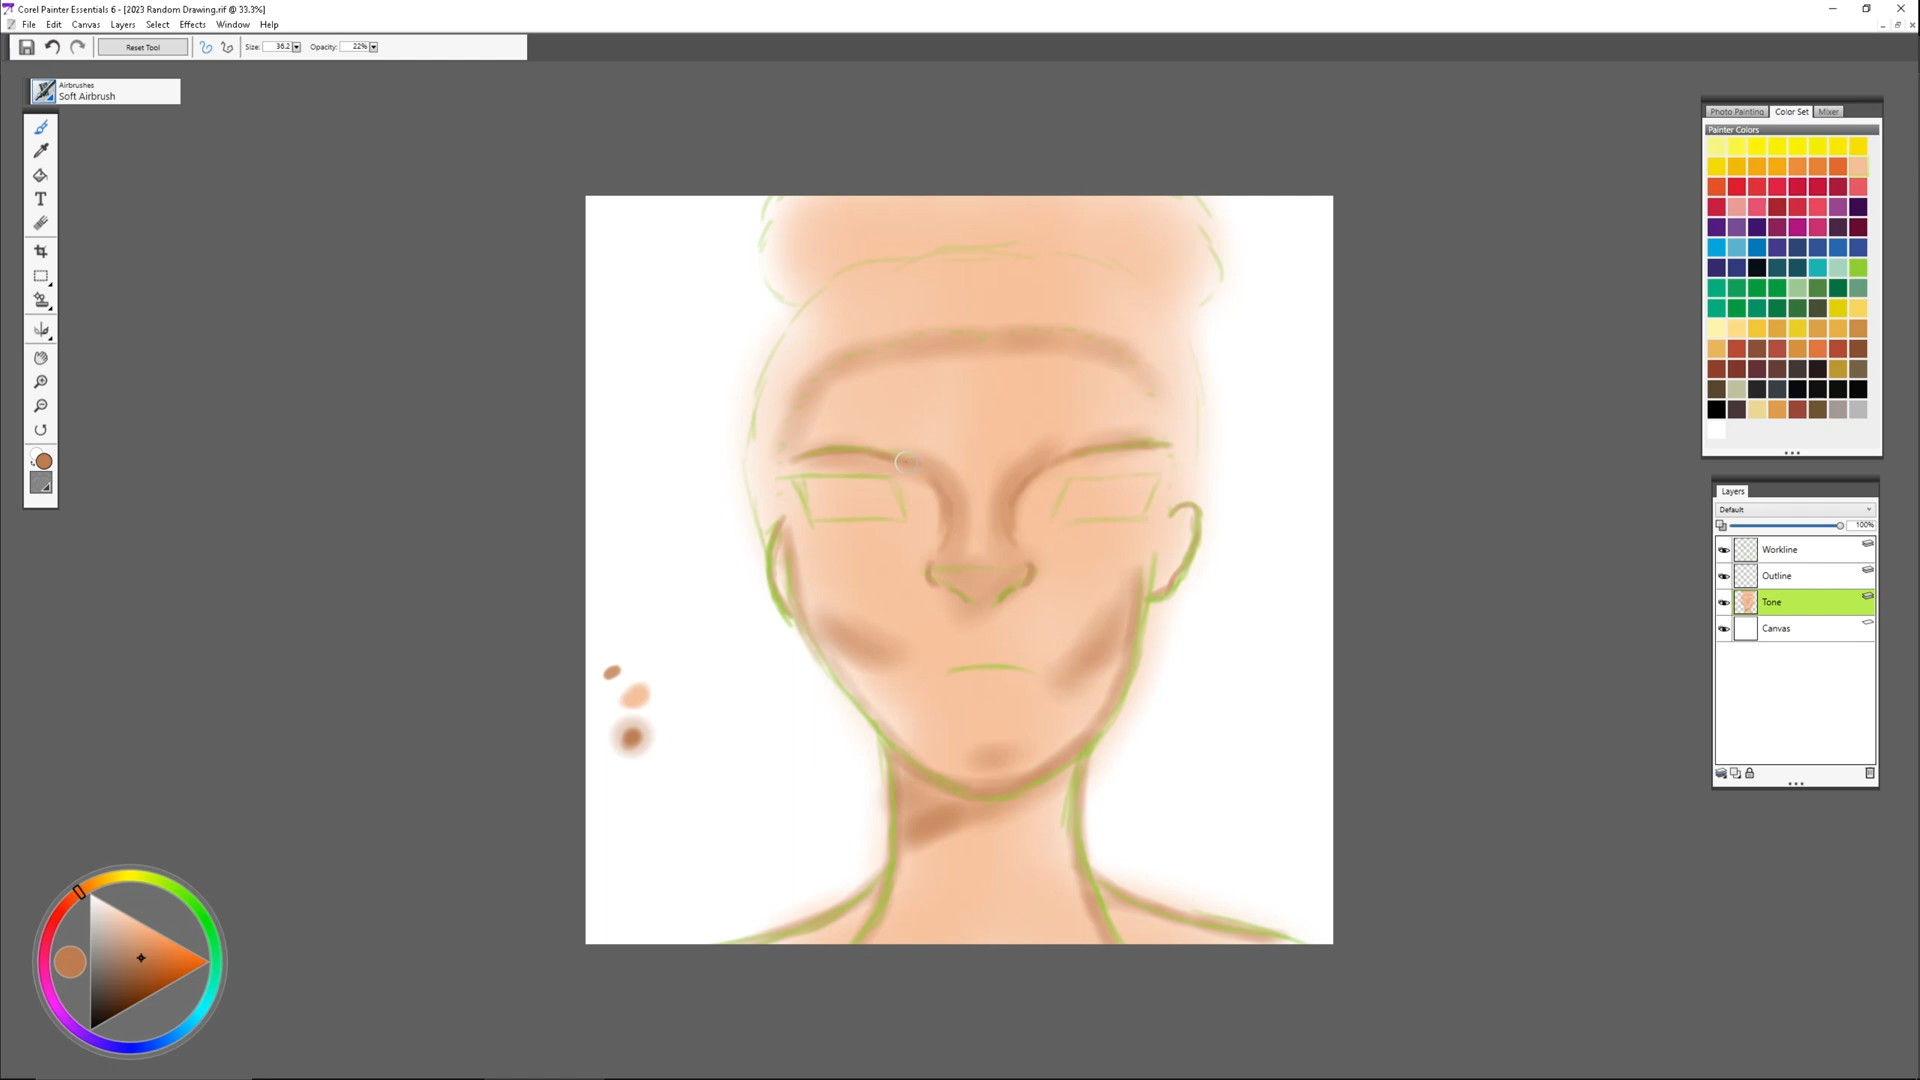 Corel Painter Essentials 6 - [2023 Random Drawing.rif @ 33.3%]
File Edit Canvas Layers Select Effects Window Help
Reset Tool Size: 36.2 Opacity: 22%
Airbrushes
Soft Airbrush
T
Photo Painting Color Set Mixer
Painter Colors
Layers
Default
100%
Workline
Outline
Tone
Canvas